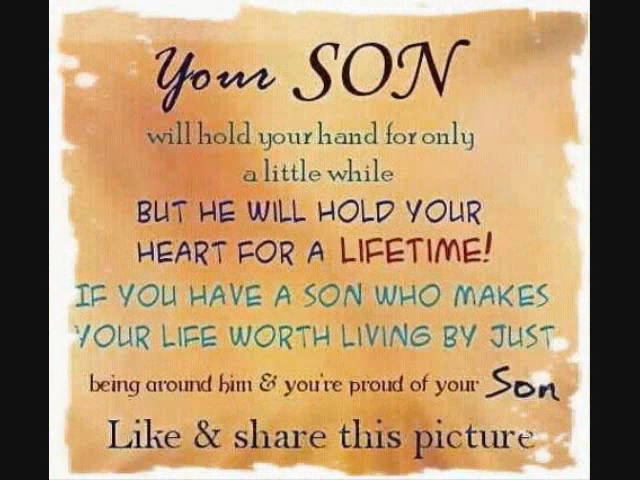 Your SON
will hold your hand for only
a little while
BUT HE WILL HOLD YOUR
HEART FOR A LIFETIME!
IF YOU HAVE A SON WHO MAKES
YOUR LIFE WORTH LIVING BY JUST
being around him & you're proud of your Son
Like & share this picture